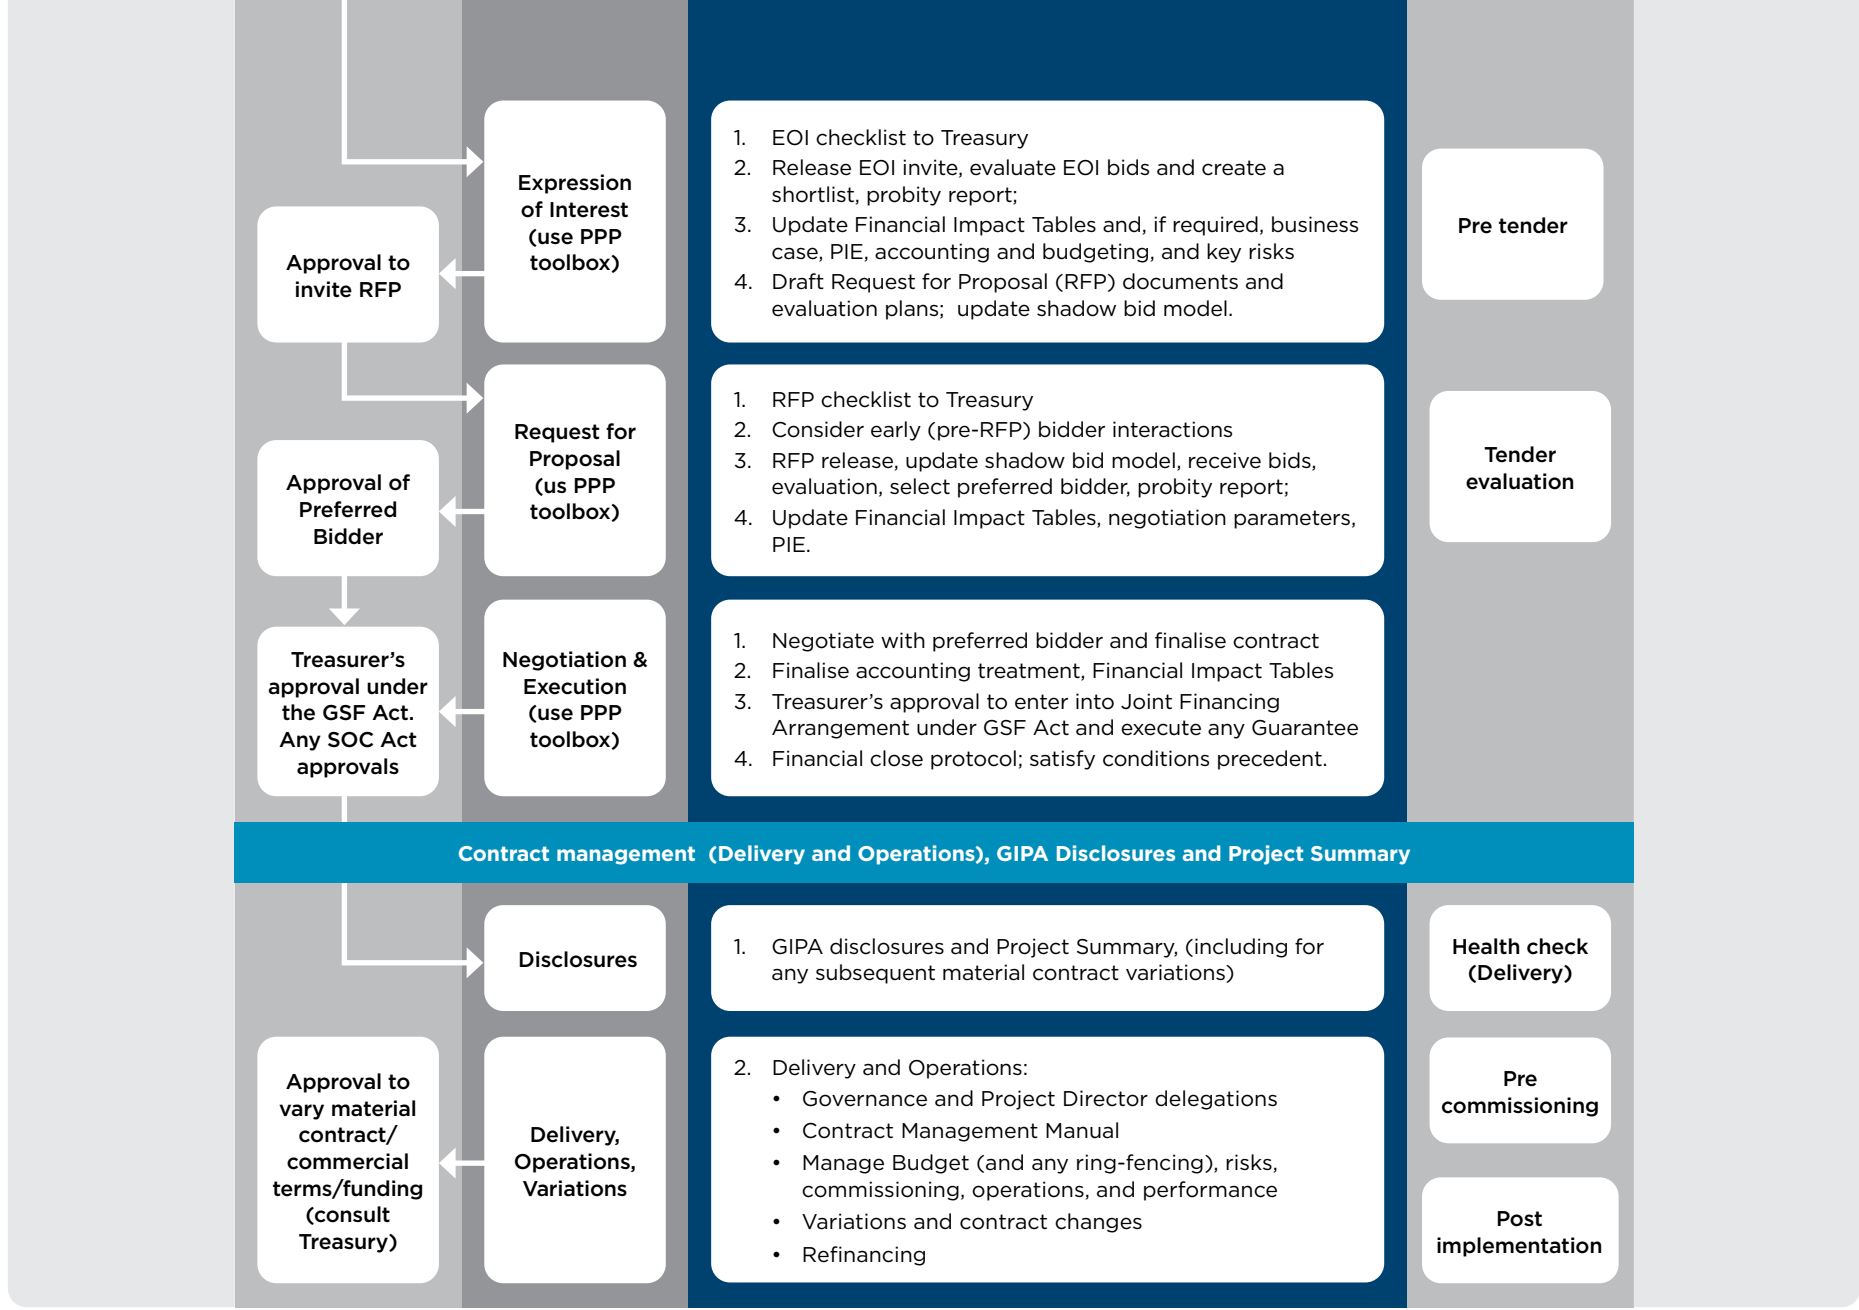 Expression
of Interest
(use PPP
toolbox)
1. EOI checklist to Treasury
2. Release EOI invite, evaluate EOI bids and create a
shortlist, probity report;
3. Update Financial Impact Tables and, if required, business
case, PIE, accounting and budgeting, and key risks
4. Draft Request for Proposal (RFP) documents and
evaluation plans;  update shadow bid model.
Pre tender
Approval to
invite RFP
Request for
Proposal
(us PPP
toolbox)
1. RFP checklist to Treasury
2. Consider early (pre-RFP) bidder interactions
3. RFP release, update shadow bid model, receive bids,
evaluation, select preferred bidder, probity report;
4. Update Financial Impact Tables, negotiation parameters,
PIE.
Tender
evaluation
Approval of
Preferred
Bidder
Treasurer’s
approval under
the GSF Act.
Any SOC Act
approvals
Negotiation &
Execution
(use PPP
toolbox)
1. Negotiate with preferred bidder and finalise contract
2. Finalise accounting treatment, Financial Impact Tables
3. Treasurer’s approval to enter into Joint Financing
Arrangement under GSF Act and execute any Guarantee
4. Financial close protocol; satisfy conditions precedent.
Contract management  (Delivery and Operations), GIPA Disclosures and Project Summary
Disclosures
1. GIPA disclosures and Project Summary, (including for
any subsequent material contract variations)
Health check
(Delivery)
Approval to
vary material
contract/
commercial
terms/funding
(consult
Treasury)
Delivery,
Operations,
Variations
2. Delivery and Operations:
• Governance and Project Director delegations
• Contract Management Manual
• Manage Budget (and any ring-fencing), risks,
commissioning, operations, and performance
• Variations and contract changes
• Refinancing
Pre
commissioning
Post
implementation